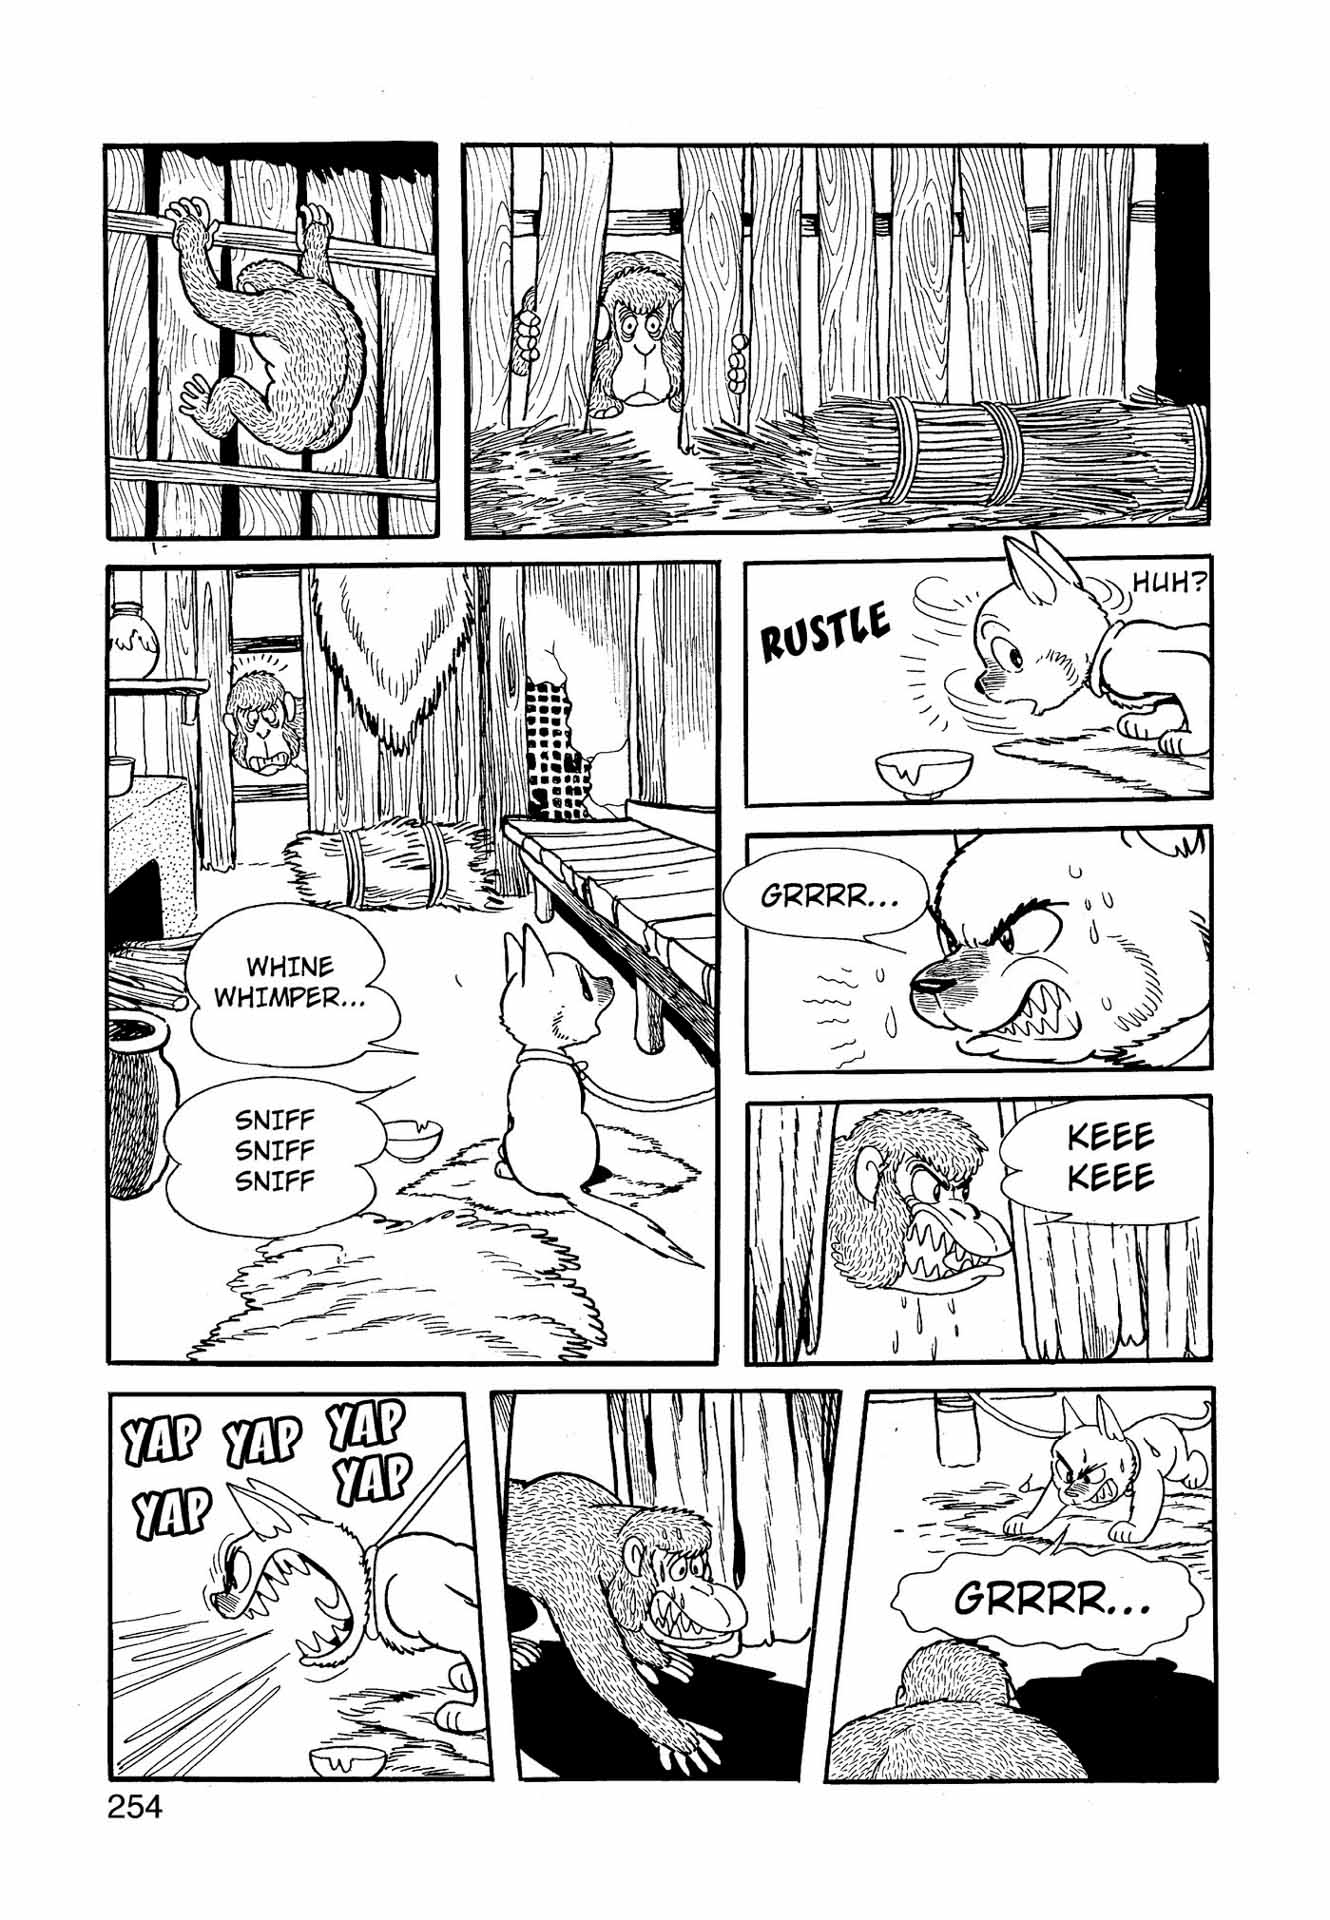 WHINE
WHIMPER...
SNIFF
SNIFF
SNIFF
RUSTLE
HUH?
GRRRR...
KEEE
KEEE
YAP YAP YAP
YAP YAP
GRRRR...
254